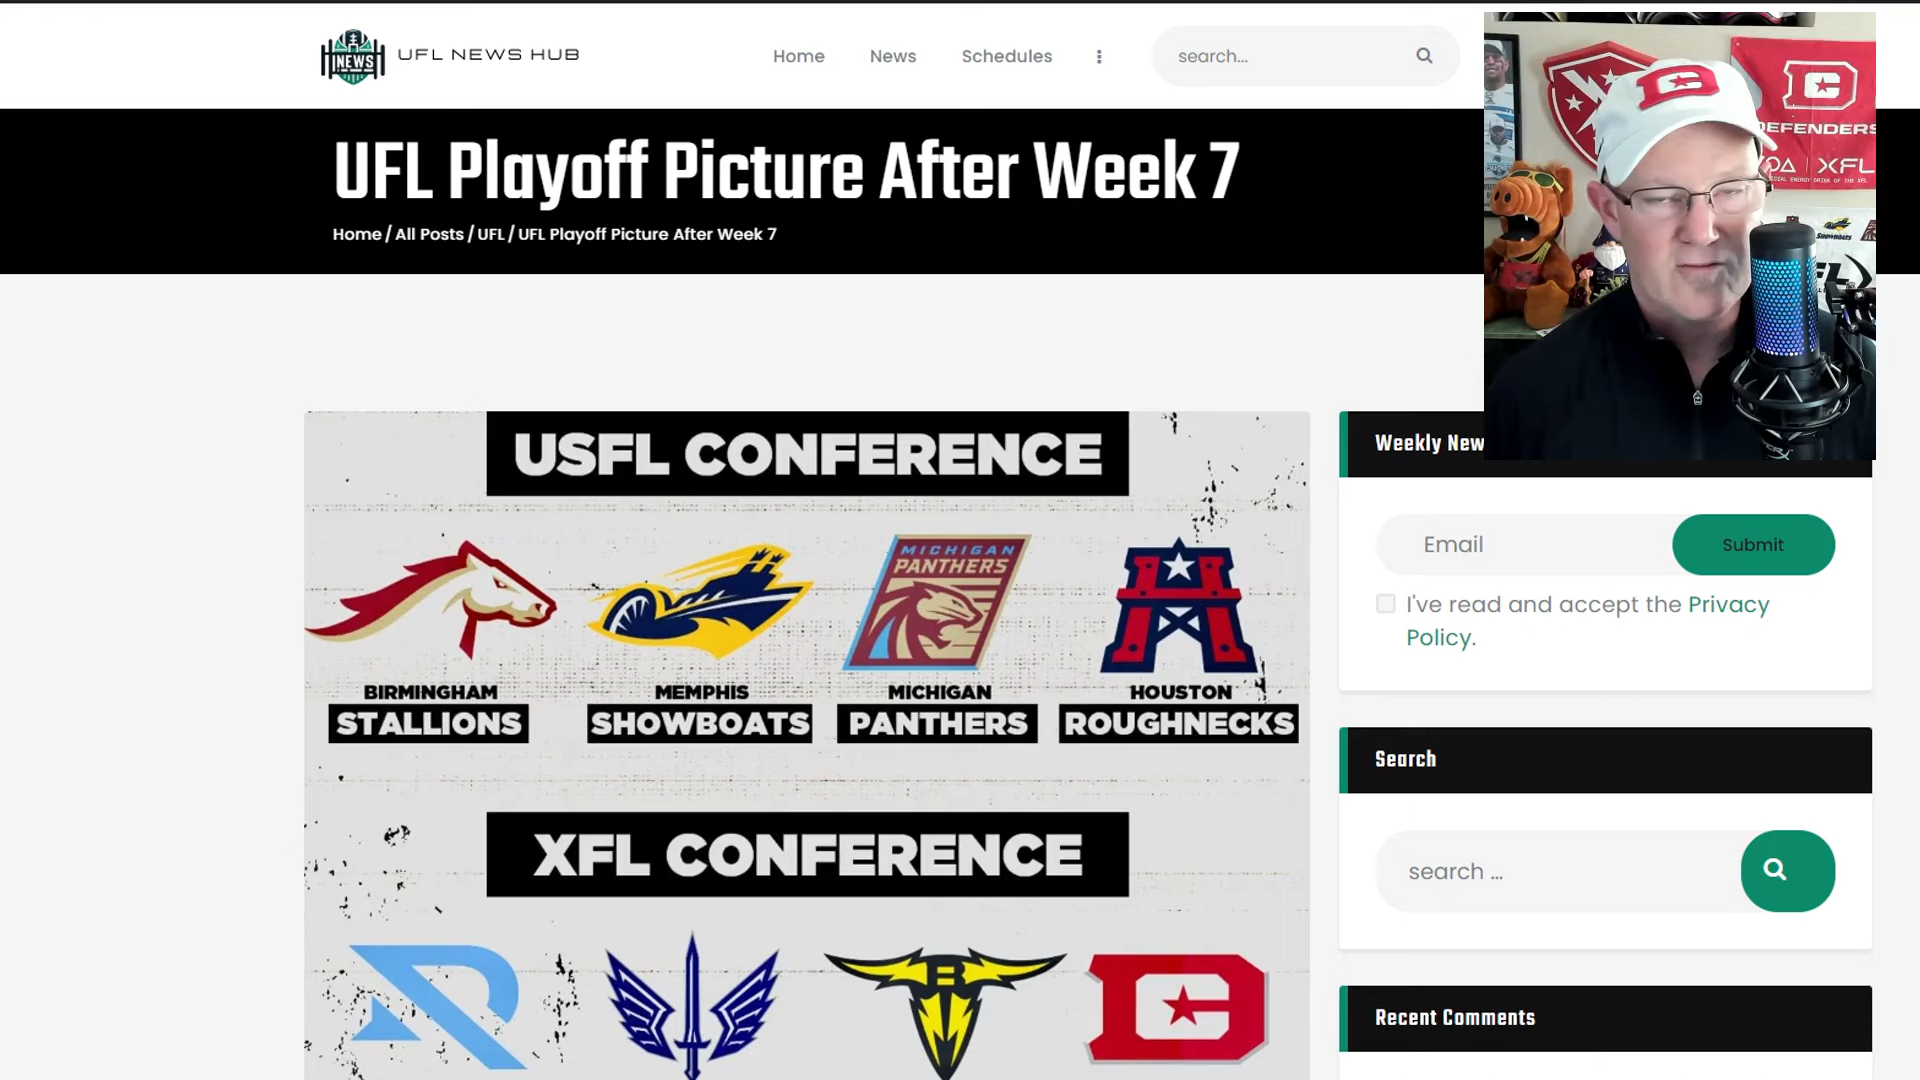 NEWS
UFL NEWS HUB
Home
News
Schedules
search...
UFL Playoff Picture After Week 7
Home / All Posts / UFL / UFL Playoff Picture After Week 7
DEFENDERS
XFL
SHOWBOATS
USFL CONFERENCE
MICHIGAN
PANTHERS
BIRMINGHAM
STALLIONS
MEMPHIS
SHOWBOATS
MICHIGAN
PANTHERS
HOUSTON
ROUGHNECKS
XFL CONFERENCE
Weekly New
Email
Submit
I've read and accept the Privacy
Policy.
Search
search ...
Recent Comments